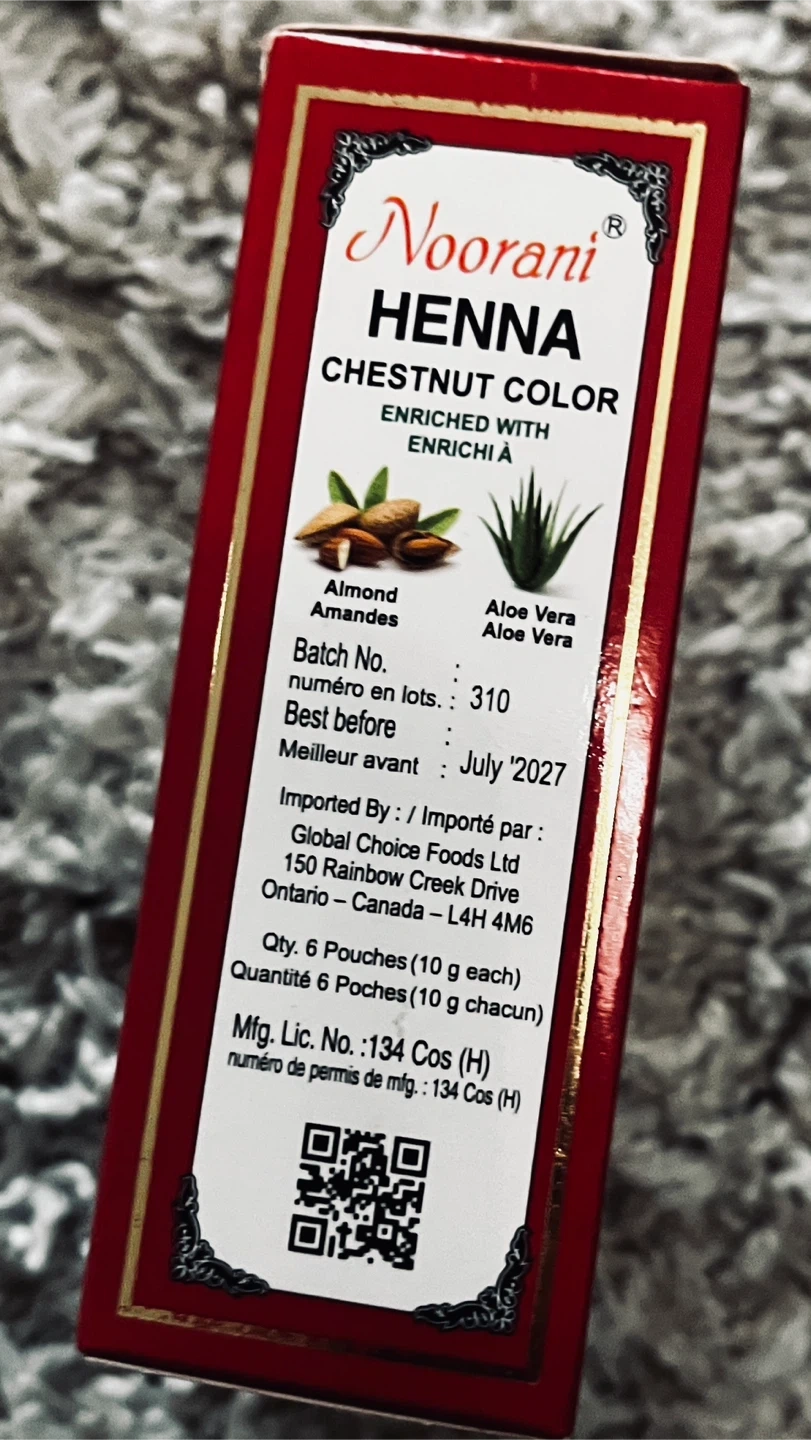 Noorani®
HENNA
CHESTNUT COLOR
ENRICHED WITH
ENRICHI À
Almond
Amandes
Aloe Vera
Aloe Vera
Batch No. :
numéro en lots. : 310
Best before :
Meilleur avant : July '2027
Imported By : / Importé par :
Global Choice Foods Ltd
150 Rainbow Creek Drive
Ontario – Canada – L4H 4M6
Qty. 6 Pouches (10 g each)
Quantité 6 Poches (10 g chacun)
Mfg. Lic. No. :134 Cos (H)
numéro de permis de mfg. : 134 Cos (H)